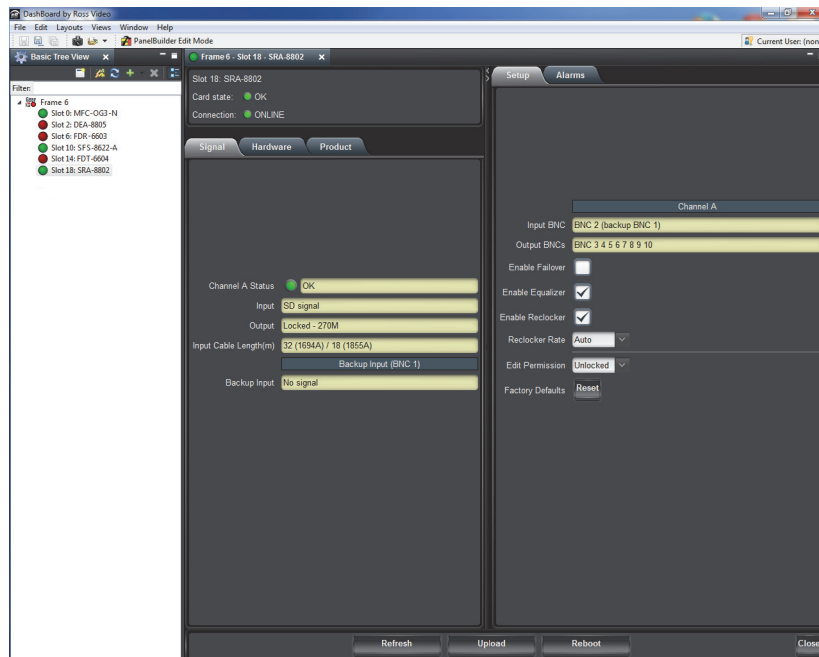 DashBoard by Ross Video
File Edit Layouts Views Window Help
PanelBuilder Edit Mode
Current User: (non
Basic Tree View
Frame 6 - Slot 18 - SRA-8802
Filter:
Frame 6
Slot 0: MFC-OG3-N
Slot 2: DEA-8805
Slot 6: FDR-6603
Slot 10: SFS-8622-A
Slot 14: FDT-6604
Slot 18: SRA-8802
Slot 18: SRA-8802
Card state: OK
Connection: ONLINE
Signal Hardware Product
Channel A Status OK
Input SD signal
Output Locked - 270M
Input Cable Length(m) 32 (1694A) / 18 (1855A)
Backup Input (BNC 1)
Backup Input No signal
Setup Alarms
Channel A
Input BNC BNC 2 (backup BNC 1)
Output BNCs BNC 3 4 5 6 7 8 9 10
Enable Failover
Enable Equalizer
Enable Reclocker
Reclocker Rate Auto
Edit Permission Unlocked
Factory Defaults Reset
Refresh Upload Reboot Close